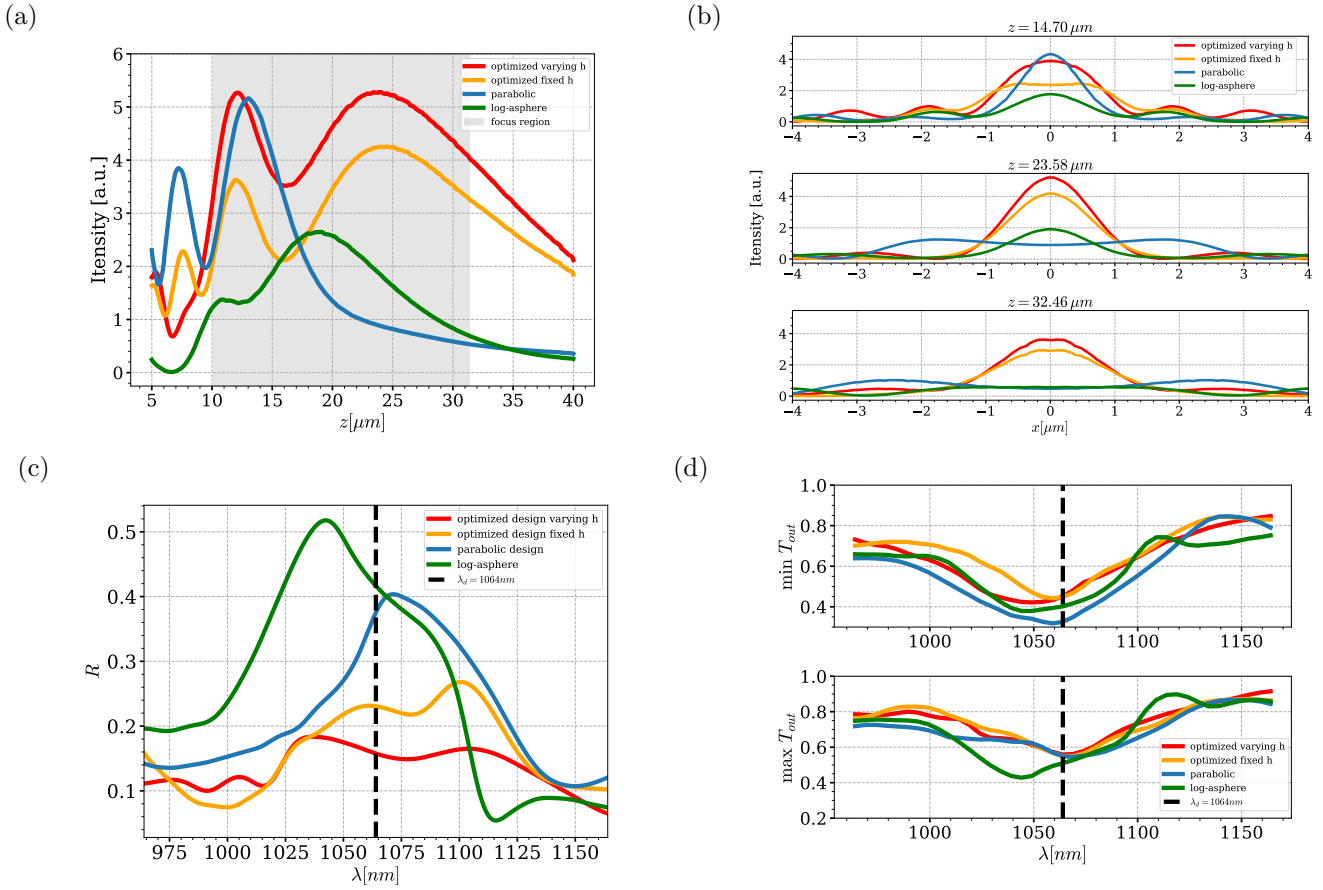 (a)
Itensity [a.u.]
6
5
4
3
2
1
0
optimized varying h
optimized fixed h
parabolic
log-asphere
focus region
5 10 15 20 25 30 35 40
z[μm]
(b)
Itensity [a.u.]
z = 14.70 μm
4
2
0
optimized varying h
optimized fixed h
parabolic
log-asphere
−4 −3 −2 −1 0 1 2 3 4
z = 23.58 μm
4
2
0
−4 −3 −2 −1 0 1 2 3 4
z = 32.46 μm
4
2
0
−4 −3 −2 −1 0 1 2 3 4
x[μm]
(c)
R
0.5
0.4
0.3
0.2
0.1
optimized design varying h
optimized design fixed h
parabolic design
log-asphere
λ_d = 1064nm
975 1000 1025 1050 1075 1100 1125 1150
λ[nm]
(d)
min T_out
1.0
0.8
0.6
0.4
1000 1050 1100 1150
max T_out
1.0
0.8
0.6
0.4
0.2
optimized varying h
optimized fixed h
parabolic
log-asphere
λ_d = 1064nm
1000 1050 1100 1150
λ[nm]